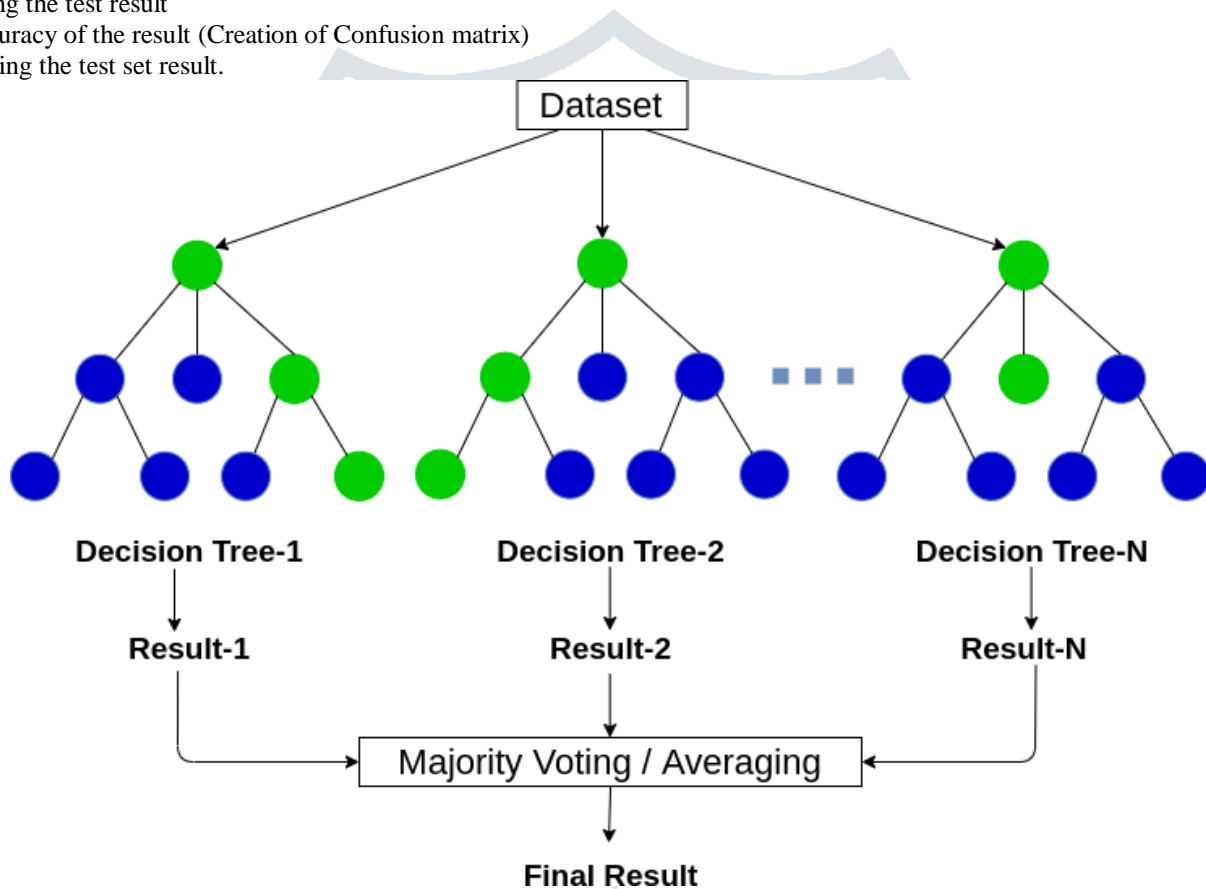 ng the test result
uracy of the result (Creation of Confusion matrix)
ing the test set result.
Dataset
Decision Tree-1 Decision Tree-2 Decision Tree-N
Result-1 Result-2 Result-N
Majority Voting / Averaging
Final Result